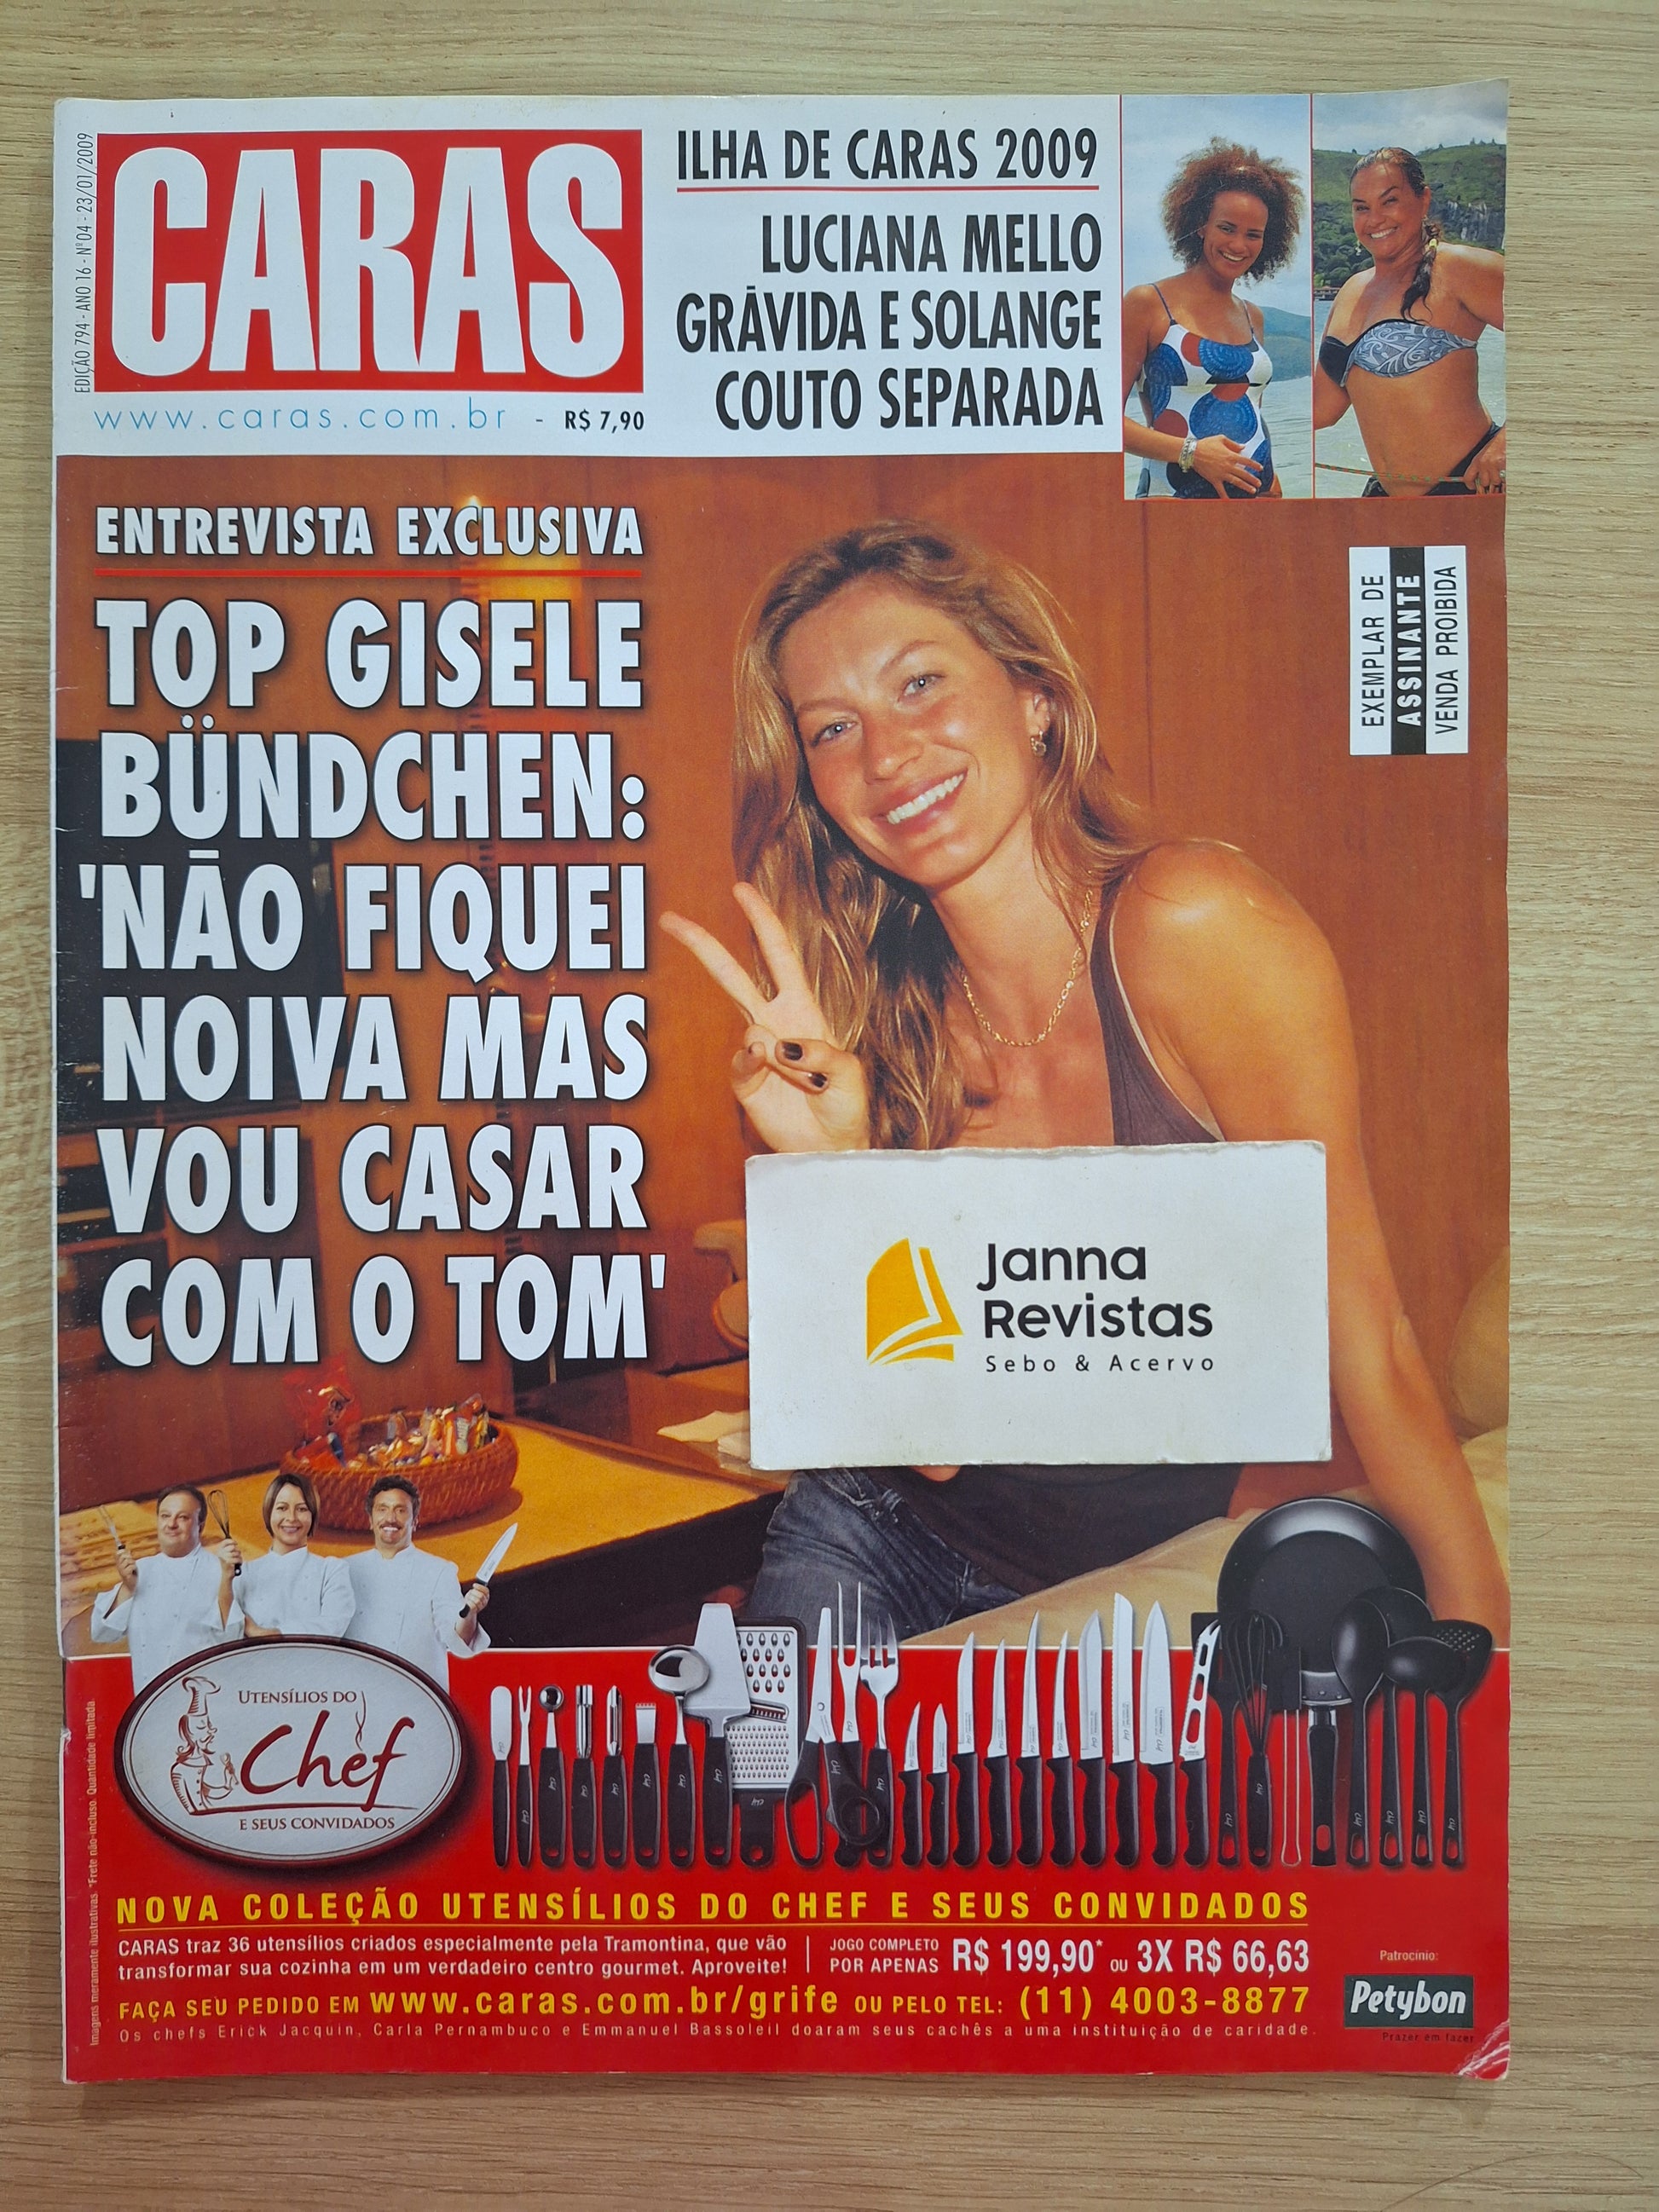 EDIÇÃO 794 - ANO 16 - Nº 04 - 23/01/2009
CARAS
www.caras.com.br - R$ 7,90
ILHA DE CARAS 2009
LUCIANA MELLO
GRÁVIDA E SOLANGE
COUTO SEPARADA
ENTREVISTA EXCLUSIVA
TOP GISELE
BÜNDCHEN:
'NÃO FIQUEI
NOIVA MAS
VOU CASAR
COM O TOM'
EXEMPLAR DE
ASSINANTE
VENDA PROIBIDA
Janna
Revistas
Sebo & Acervo
UTENSÍLIOS DO
Chef
E SEUS CONVIDADOS
Imagens meramente ilustrativas. *Frete não-incluso. Quantidade limitada.
NOVA COLEÇÃO UTENSÍLIOS DO CHEF E SEUS CONVIDADOS
CARAS traz 36 utensílios criados especialmente pela Tramontina, que vão
transformar sua cozinha em um verdadeiro centro gourmet. Aproveite!
JOGO COMPLETO
POR APENAS R$ 199,90* OU 3X R$ 66,63
FAÇA SEU PEDIDO EM www.caras.com.br/grife OU PELO TEL: (11) 4003-8877
Os chefs Erick Jacquin, Carla Pernambuco e Emmanuel Bassoleil doaram seus cachês a uma instituição de caridade.
Patrocínio:
Petybon
Prazer em fazer